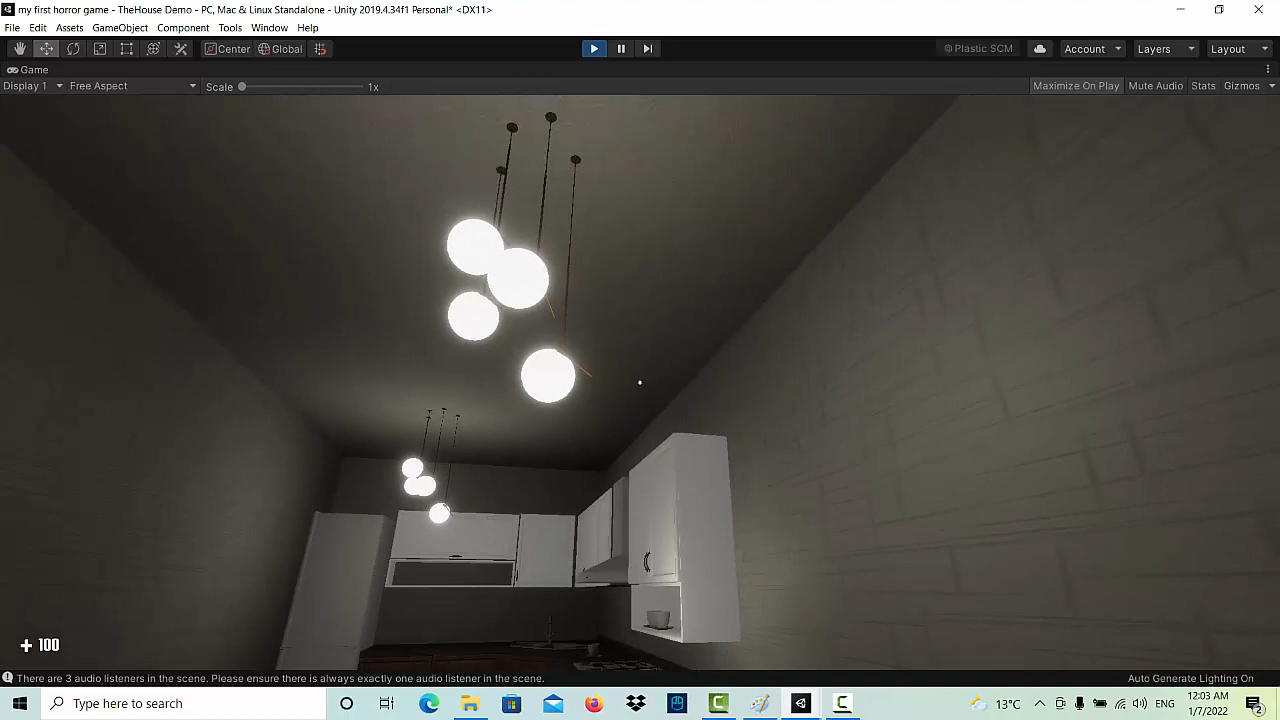 my first horror game - TheHouse Demo - PC, Mac & Linux Standalone - Unity 2019.4.34f1 Personal* <DX11>
File Edit Assets GameObject Component Tools Window Help
Center Global Plastic SCM Account Layers Layout
Game
Display 1 Free Aspect Scale 1x Maximize On Play Mute Audio Stats Gizmos
+ 100
There are 3 audio listeners in the scene. Please ensure there is always exactly one audio listener in the scene.
Auto Generate Lighting On
Type here to search
13°C
12:03 AM
1/7/2022
2